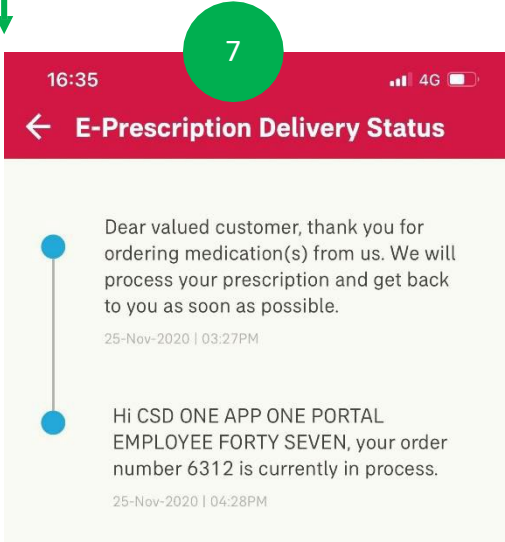 7
16:35
4G
E-Prescription Delivery Status
Dear valued customer, thank you for
ordering medication(s) from us. We will
process your prescription and get back
to you as soon as possible.
25-Nov-2020 | 03:27PM
Hi CSD ONE APP ONE PORTAL
EMPLOYEE FORTY SEVEN, your order
number 6312 is currently in process.
25-Nov-2020 | 04:28PM